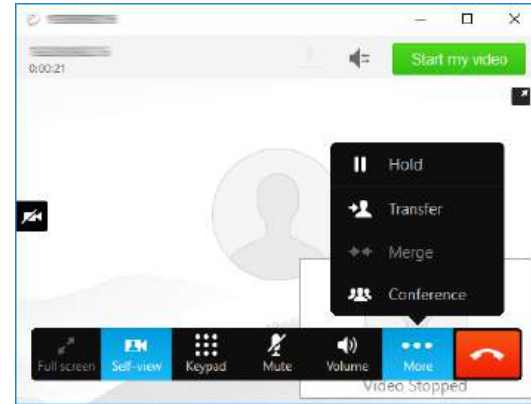 0:00:21
Start my video
Hold
Transfer
Merge
Conference
Full screen
Self-view
Keypad
Mute
Volume
More
Video Stopped